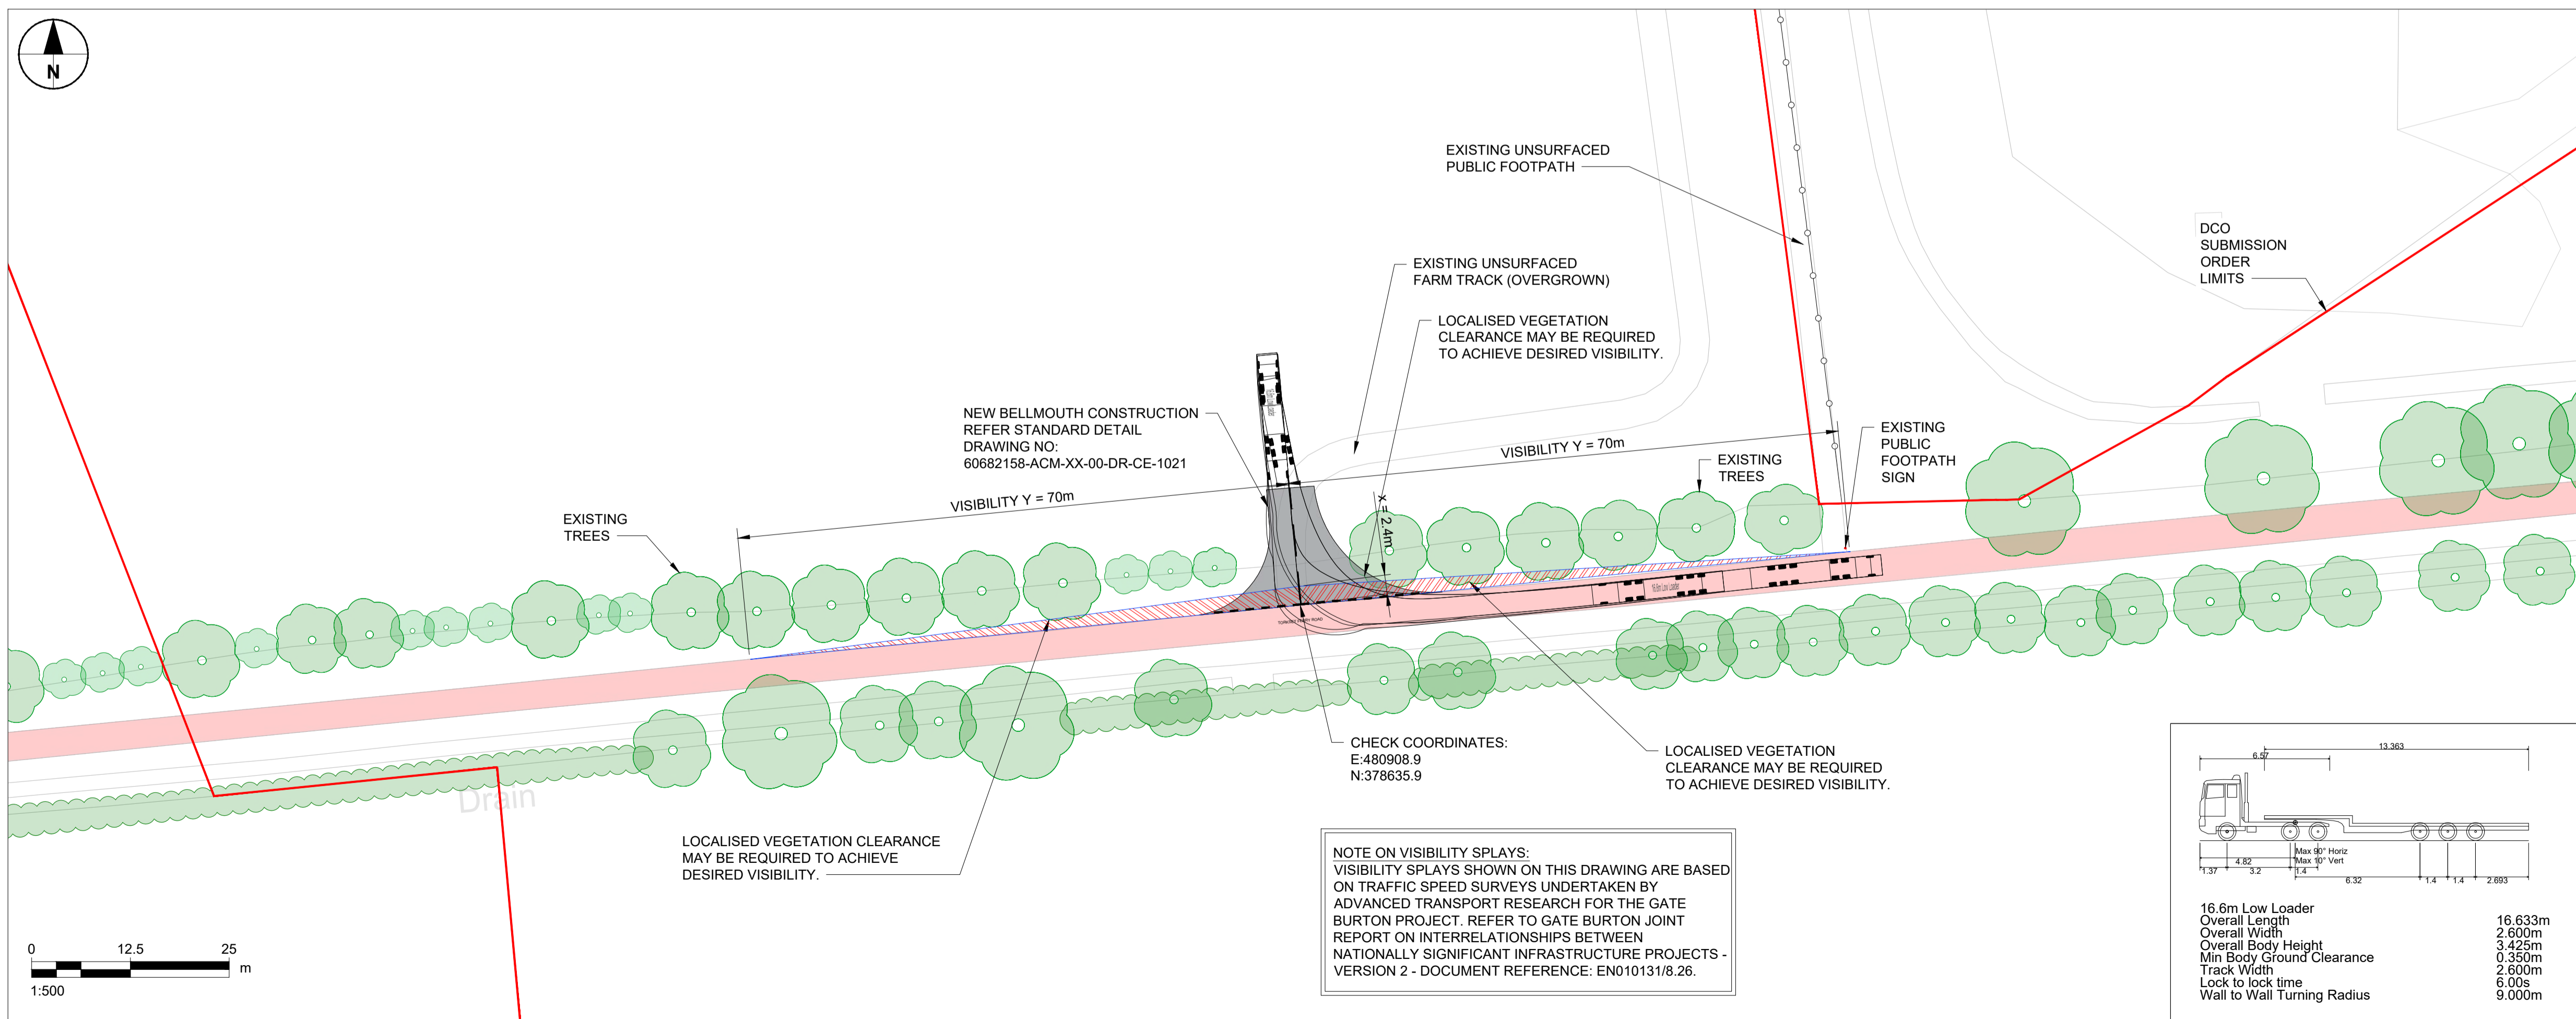 N
EXISTING UNSURFACED
PUBLIC FOOTPATH
DCO
SUBMISSION
ORDER
LIMITS
EXISTING UNSURFACED
FARM TRACK (OVERGROWN)
LOCALISED VEGETATION
CLEARANCE MAY BE REQUIRED
TO ACHIEVE DESIRED VISIBILITY.
NEW BELLMOUTH CONSTRUCTION
REFER STANDARD DETAIL
DRAWING NO:
60682158-ACM-XX-00-DR-CE-1021
VISIBILITY Y = 70m
VISIBILITY Y = 70m
x = 2.4m
EXISTING
TREES
EXISTING
PUBLIC
FOOTPATH
SIGN
EXISTING
TREES
16.6m Low Loader
CHECK COORDINATES:
E:480908.9
N:378635.9
LOCALISED VEGETATION
CLEARANCE MAY BE REQUIRED
TO ACHIEVE DESIRED VISIBILITY.
Drain
LOCALISED VEGETATION CLEARANCE
MAY BE REQUIRED TO ACHIEVE
DESIRED VISIBILITY.
NOTE ON VISIBILITY SPLAYS:
VISIBILITY SPLAYS SHOWN ON THIS DRAWING ARE BASED
ON TRAFFIC SPEED SURVEYS UNDERTAKEN BY
ADVANCED TRANSPORT RESEARCH FOR THE GATE
BURTON PROJECT. REFER TO GATE BURTON JOINT
REPORT ON INTERRELATIONSHIPS BETWEEN
NATIONALLY SIGNIFICANT INFRASTRUCTURE PROJECTS -
VERSION 2 - DOCUMENT REFERENCE: EN010131/8.26.
0 12.5 25
m
1:500
13.363
6.57
Max 90° Horiz
Max 10° Vert
4.82
1.37 3.2 1.4
6.32 1.4 1.4 2.693
16.6m Low Loader
Overall Length 16.633m
Overall Width 2.600m
Overall Body Height 3.425m
Min Body Ground Clearance 0.350m
Track Width 2.600m
Lock to lock time 6.00s
Wall to Wall Turning Radius 9.000m